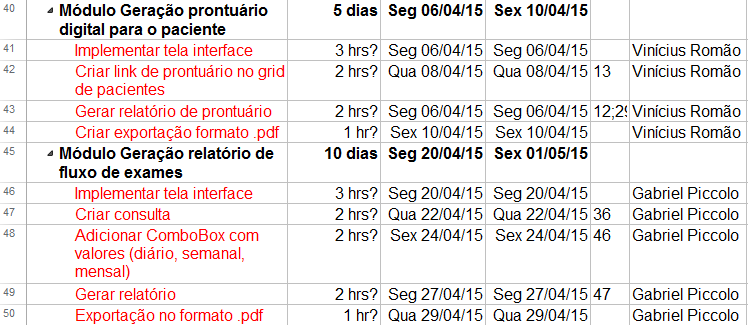 40 Módulo Geração prontuário digital para o paciente 5 dias Seg 06/04/15 Sex 10/04/15
41 Implementar tela interface 3 hrs? Seg 06/04/15 Seg 06/04/15 Vinícius Romão
42 Criar link de prontuário no grid de pacientes 2 hrs? Qua 08/04/15 Qua 08/04/15 13 Vinícius Romão
43 Gerar relatório de prontuário 2 hrs? Seg 06/04/15 Seg 06/04/15 12;29 Vinícius Romão
44 Criar exportação formato .pdf 1 hr? Sex 10/04/15 Sex 10/04/15 Vinícius Romão
45 Módulo Geração relatório de fluxo de exames 10 dias Seg 20/04/15 Sex 01/05/15
46 Implementar tela interface 3 hrs? Seg 20/04/15 Seg 20/04/15 Gabriel Piccolo
47 Criar consulta 2 hrs? Qua 22/04/15 Qua 22/04/15 36 Gabriel Piccolo
48 Adicionar ComboBox com valores (diário, semanal, mensal) 2 hrs? Sex 24/04/15 Sex 24/04/15 46 Gabriel Piccolo
49 Gerar relatório 2 hrs? Seg 27/04/15 Seg 27/04/15 47 Gabriel Piccolo
50 Exportação no formato .pdf 1 hr? Qua 29/04/15 Qua 29/04/15 Gabriel Piccolo